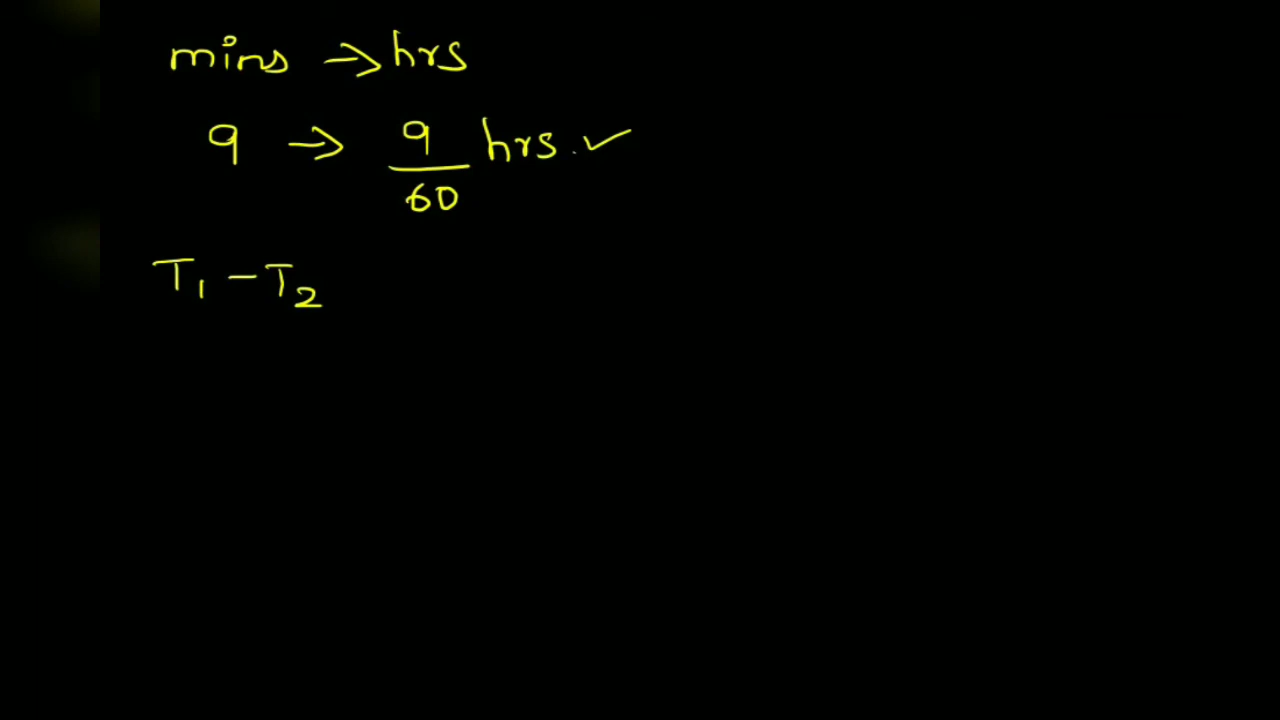 mins → hrs
9 → 9/60 hrs. ✓
T₁ - T₂